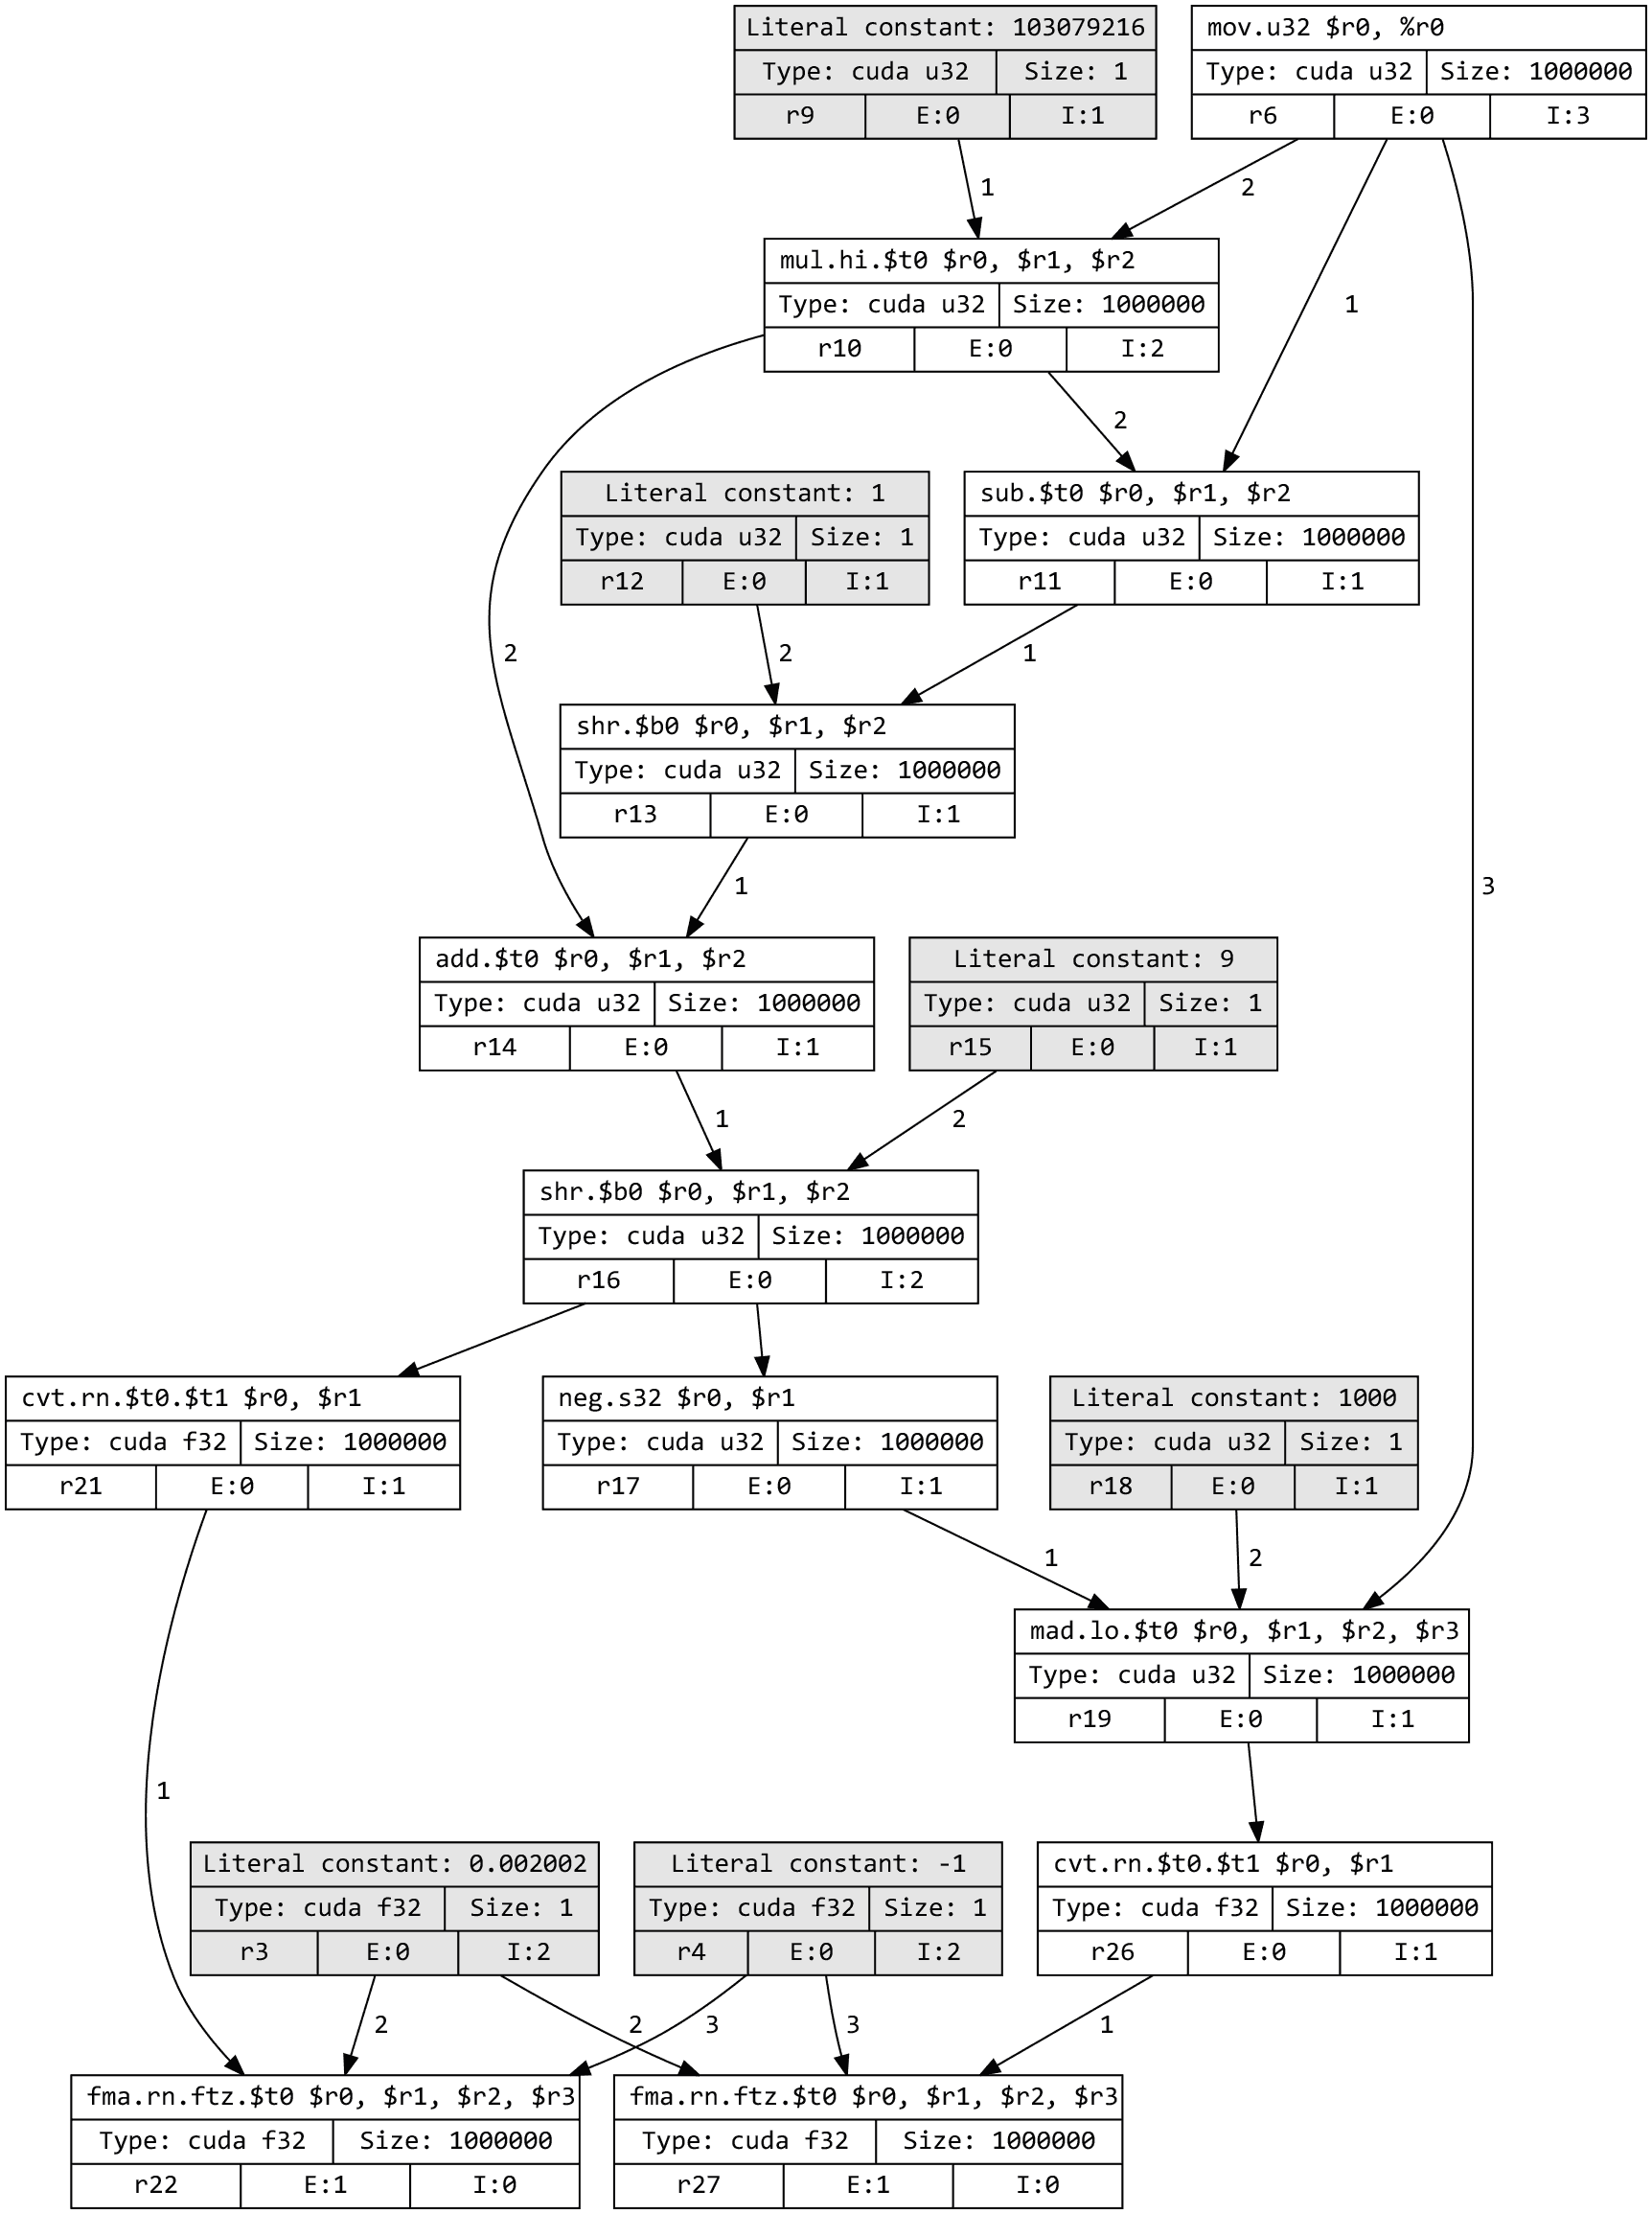 Literal constant: 103079216
Type: cuda u32 Size: 1
r9 E:0 I:1
mov.u32 $r0, %r0
Type: cuda u32 Size: 1000000
r6 E:0 I:3
1
2
mul.hi.$t0 $r0, $r1, $r2
Type: cuda u32 Size: 1000000
r10 E:0 I:2
1
2
Literal constant: 1
Type: cuda u32 Size: 1
r12 E:0 I:1
sub.$t0 $r0, $r1, $r2
Type: cuda u32 Size: 1000000
r11 E:0 I:1
2
2
1
shr.$b0 $r0, $r1, $r2
Type: cuda u32 Size: 1000000
r13 E:0 I:1
1
3
add.$t0 $r0, $r1, $r2
Type: cuda u32 Size: 1000000
r14 E:0 I:1
Literal constant: 9
Type: cuda u32 Size: 1
r15 E:0 I:1
1
2
shr.$b0 $r0, $r1, $r2
Type: cuda u32 Size: 1000000
r16 E:0 I:2
cvt.rn.$t0.$t1 $r0, $r1
Type: cuda f32 Size: 1000000
r21 E:0 I:1
neg.s32 $r0, $r1
Type: cuda u32 Size: 1000000
r17 E:0 I:1
Literal constant: 1000
Type: cuda u32 Size: 1
r18 E:0 I:1
1
2
mad.lo.$t0 $r0, $r1, $r2, $r3
Type: cuda u32 Size: 1000000
r19 E:0 I:1
1
Literal constant: 0.002002
Type: cuda f32 Size: 1
r3 E:0 I:2
Literal constant: -1
Type: cuda f32 Size: 1
r4 E:0 I:2
cvt.rn.$t0.$t1 $r0, $r1
Type: cuda f32 Size: 1000000
r26 E:0 I:1
2
2
3
3
1
fma.rn.ftz.$t0 $r0, $r1, $r2, $r3
Type: cuda f32 Size: 1000000
r22 E:1 I:0
fma.rn.ftz.$t0 $r0, $r1, $r2, $r3
Type: cuda f32 Size: 1000000
r27 E:1 I:0